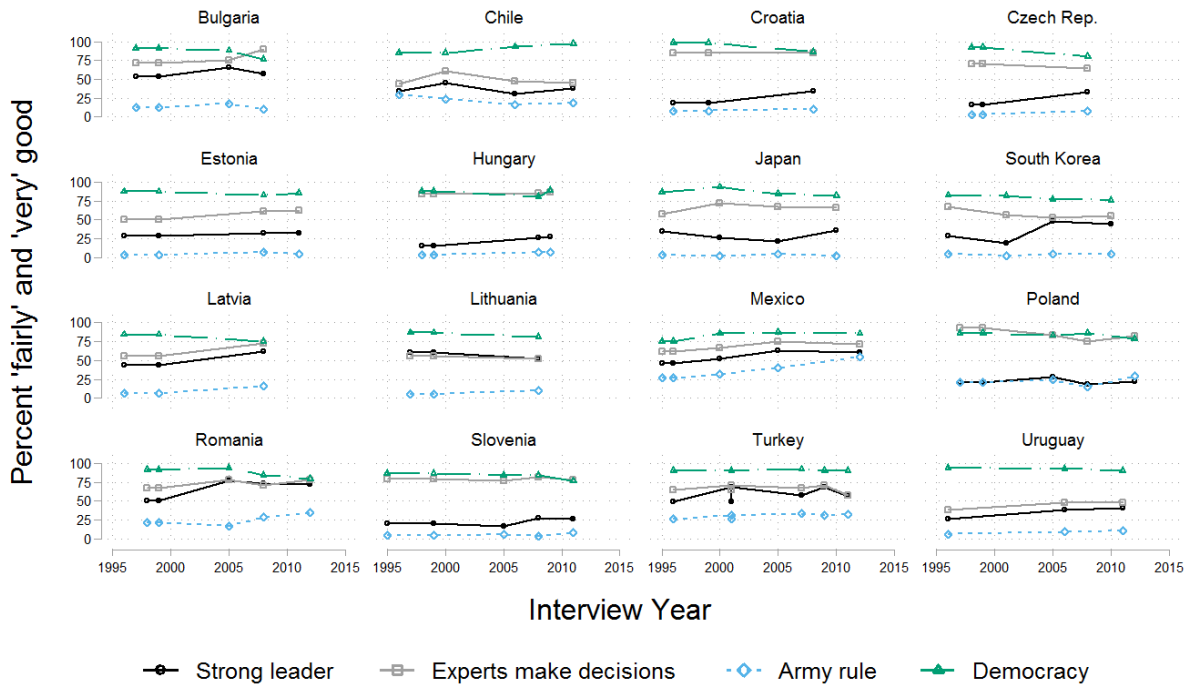 Bulgaria Chile Croatia Czech Rep.
100
75
50
25
0
Estonia Hungary Japan South Korea
100
75
50
25
0
Latvia Lithuania Mexico Poland
100
75
50
25
0
Romania Slovenia Turkey Uruguay
100
75
50
25
0
1995 2000 2005 2010 2015 1995 2000 2005 2010 2015 1995 2000 2005 2010 2015 1995 2000 2005 2010 2015
Percent 'fairly' and 'very' good
Interview Year
Strong leader Experts make decisions Army rule Democracy